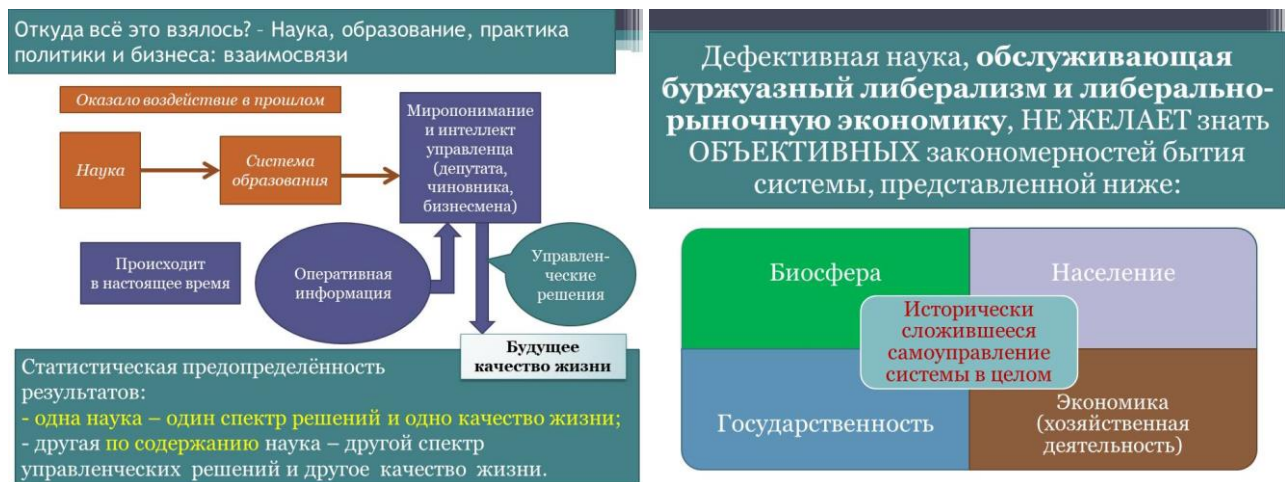 Откуда всё это взялось? - Наука, образование, практика
политики и бизнеса: взаимосвязи
Оказало воздействие в прошлом
Наука
Система
образования
Миропонимание
и интеллект
управленца
(депутата,
чиновника,
бизнесмена)
Происходит
в настоящее время
Оперативная
информация
Управлен-
ческие
решения
Будущее
качество жизни
Статистическая предопределённость
результатов:
- одна наука – один спектр решений и одно качество жизни;
- другая по содержанию наука – другой спектр
управленческих решений и другое качество жизни.
Дефективная наука, обслуживающая
буржуазный либерализм и либерально-
рыночную экономику, НЕ ЖЕЛАЕТ знать
ОБЪЕКТИВНЫХ закономерностей бытия
системы, представленной ниже:
Биосфера
Население
Исторически
сложившееся
самоуправление
системы в целом
Государственность
Экономика
(хозяйственная
деятельность)